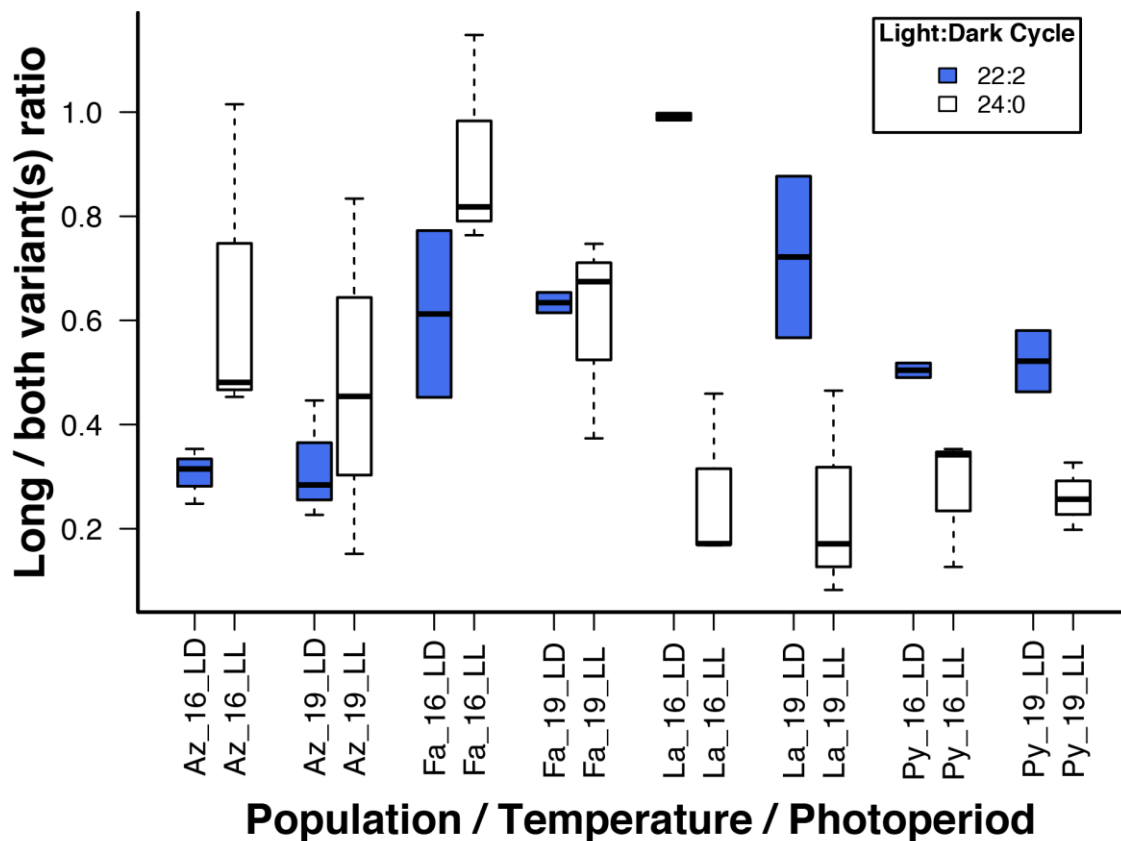 Long / both variant(s) ratio
1.0
0.8
0.6
0.4
0.2
Light:Dark Cycle
22:2
24:0
Az_16_LD
Az_16_LL
Az_19_LD
Az_19_LL
Fa_16_LD
Fa_16_LL
Fa_19_LD
Fa_19_LL
La_16_LD
La_16_LL
La_19_LD
La_19_LL
Py_16_LD
Py_16_LL
Py_19_LD
Py_19_LL
Population / Temperature / Photoperiod